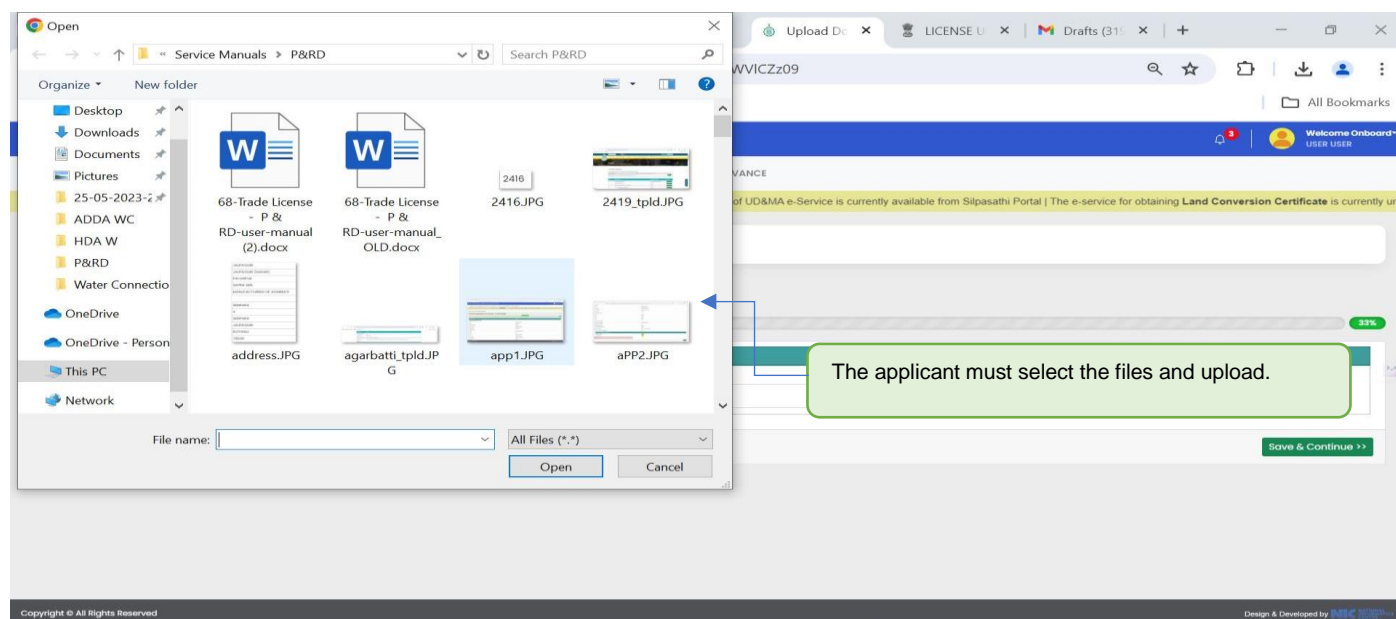 Open
Upload Do
LICENSE U
Drafts (319
Service Manuals > P&RD
Search P&RD
WVlCZz09
Organize
New folder
All Bookmarks
Desktop
Downloads
Documents
Pictures
25-05-2023-2
ADDA WC
HDA W
P&RD
Water Connectio
OneDrive
OneDrive - Person
This PC
Network
3
Welcome Onboard
USER USER
VANCE
of UD&MA e-Service is currently available from Silpasathi Portal | The e-service for obtaining Land Conversion Certificate is currently un
W
68-Trade License
- P &
RD-user-manual
(2).docx
W
68-Trade License
- P &
RD-user-manual_
OLD.docx
2416
2416.JPG
2419_tpld.JPG
address.JPG
agarbatti_tpld.JP
G
app1.JPG
aPP2.JPG
33%
The applicant must select the files and upload.
File name:
All Files (*.*)
Open
Cancel
Save & Continue >>
Copyright © All Rights Reserved
Design & Developed by NIC